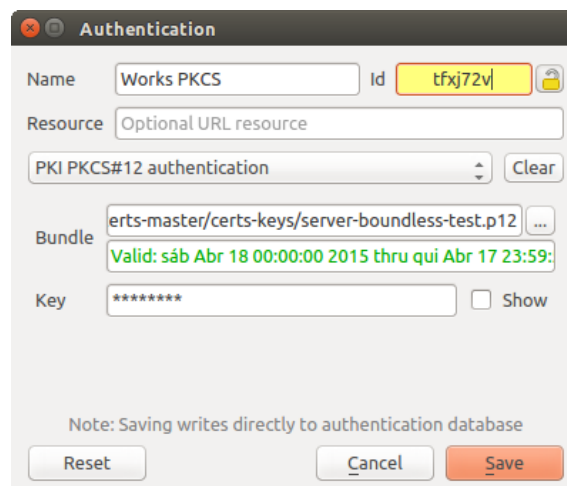 Authentication
Name Works PKCS Id tfxj72v
Resource Optional URL resource
PKI PKCS#12 authentication Clear
erts-master/certs-keys/server-boundless-test.p12 ...
Bundle
Valid: sáb Abr 18 00:00:00 2015 thru qui Abr 17 23:59:
Key ******** Show
Note: Saving writes directly to authentication database
Reset Cancel Save